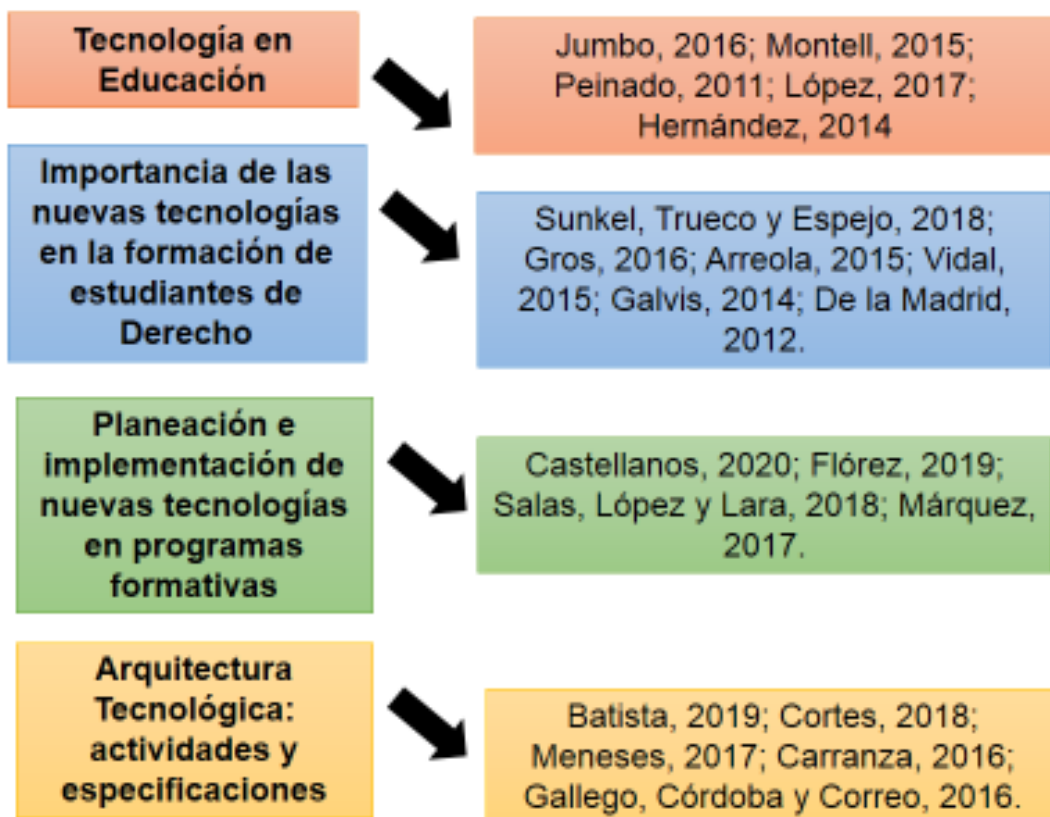 Tecnología en
Educación
Jumbo, 2016; Montell, 2015;
Peinado, 2011; López, 2017;
Hernández, 2014
Importancia de las
nuevas tecnologías
en la formación de
estudiantes de
Derecho
Sunkel, Trueco y Espejo, 2018;
Gros, 2016; Arreola, 2015; Vidal,
2015; Galvis, 2014; De la Madrid,
2012.
Planeación e
implementación de
nuevas tecnologías
en programas
formativas
Castellanos, 2020; Flórez, 2019;
Salas, López y Lara, 2018; Márquez,
2017.
Arquitectura
Tecnológica:
actividades y
especificaciones
Batista, 2019; Cortes, 2018;
Meneses, 2017; Carranza, 2016;
Gallego, Córdoba y Correo, 2016.